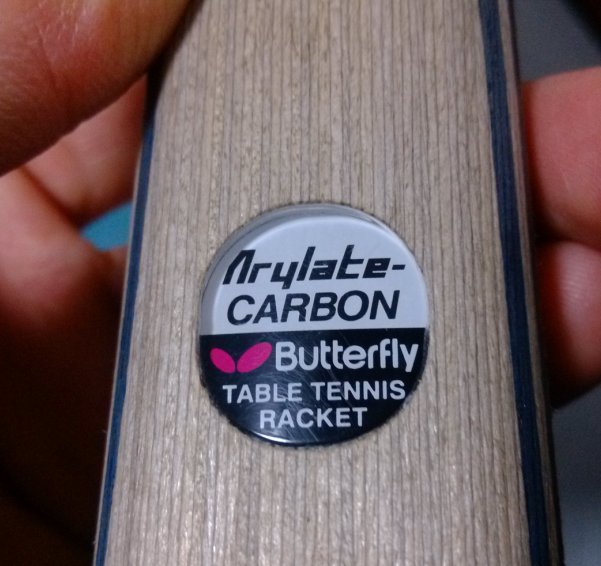 Arylate-
CARBON
Butterfly
TABLE TENNIS
RACKET